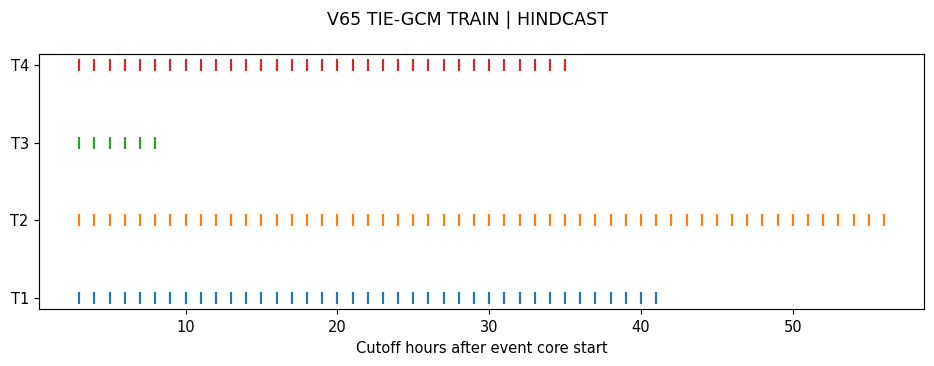 V65 TIE-GCM TRAIN | HINDCAST
T4
T3
T2
T1
10 20 30 40 50
Cutoff hours after event core start